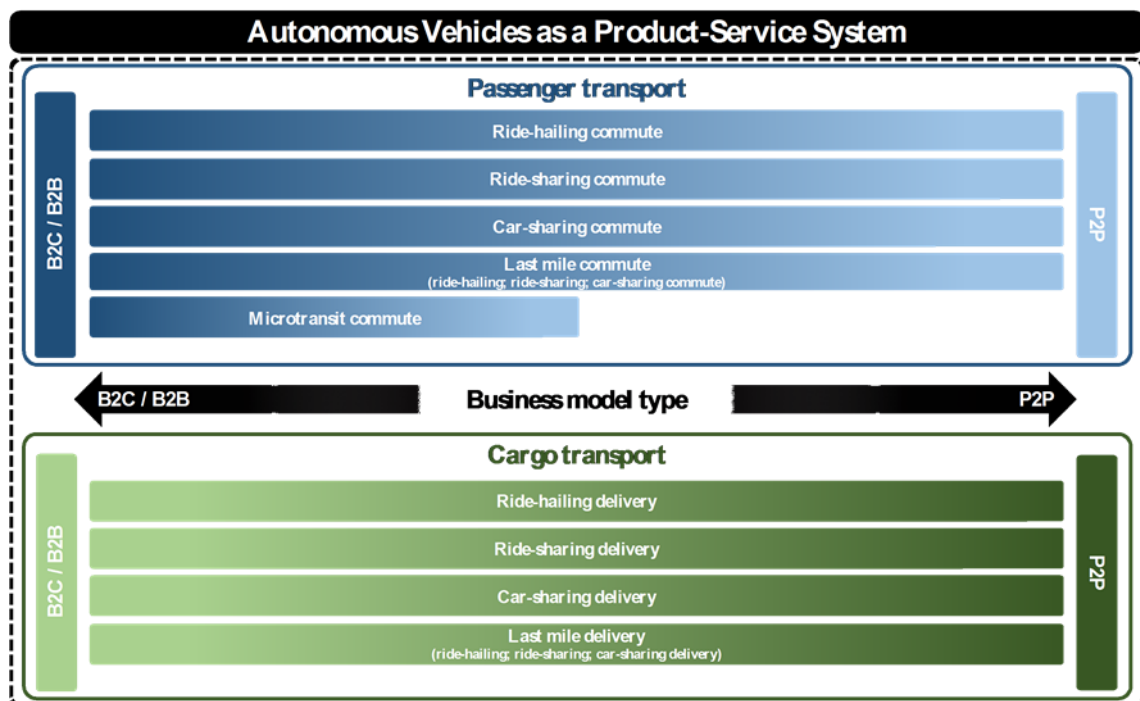 Autonomous Vehicles as a Product-Service System
Passenger transport
B2C / B2B
Ride-hailing commute
Ride-sharing commute
Car-sharing commute
Last mile commute
(ride-hailing; ride-sharing; car-sharing commute)
Microtransit commute
P2P
B2C / B2B
Business model type
P2P
Cargo transport
B2C / B2B
Ride-hailing delivery
Ride-sharing delivery
Car-sharing delivery
Last mile delivery
(ride-hailing; ride-sharing; car-sharing delivery)
P2P